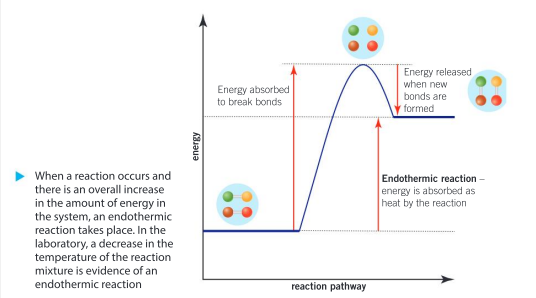 Energy absorbed
to break bonds
Energy released
when new
bonds are
formed
energy
Endothermic reaction –
energy is absorbed as
heat by the reaction
reaction pathway
When a reaction occurs and
there is an overall increase
in the amount of energy in
the system, an endothermic
reaction takes place. In the
laboratory, a decrease in the
temperature of the reaction
mixture is evidence of an
endothermic reaction